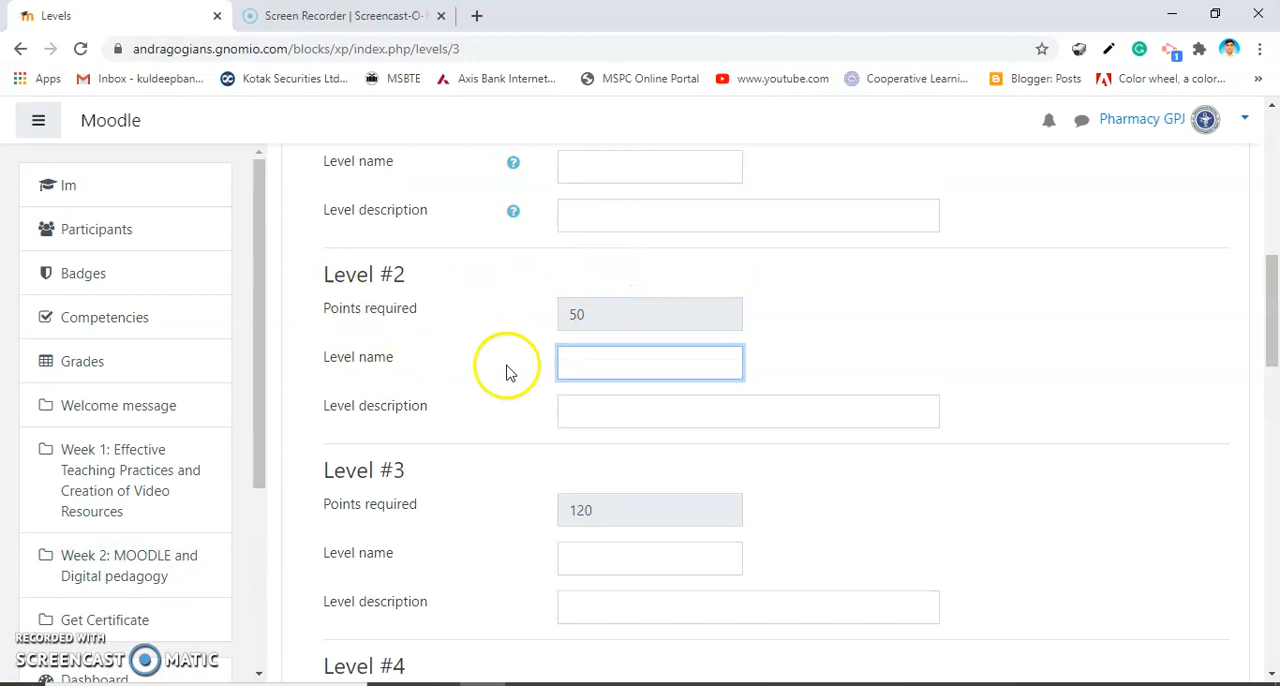 Levels
Screen Recorder | Screencast-O-
andragogians.gnomio.com/blocks/xp/index.php/levels/3
1
Apps
Inbox - kuldeepban...
Kotak Securities Ltd...
MSBTE
Axis Bank Internet...
MSPC Online Portal
www.youtube.com
Cooperative Learni...
Blogger: Posts
Color wheel, a color...
»
Moodle
Pharmacy GPJ
Im
Participants
Badges
Competencies
Grades
Welcome message
Week 1: Effective
Teaching Practices and
Creation of Video
Resources
Week 2: MOODLE and
Digital pedagogy
Get Certificate
Dashboard
Level name
Level description
Level #2
Points required
50
Level name
Level description
Level #3
Points required
120
Level name
Level description
Level #4
RECORDED WITH
SCREENCAST MATIC